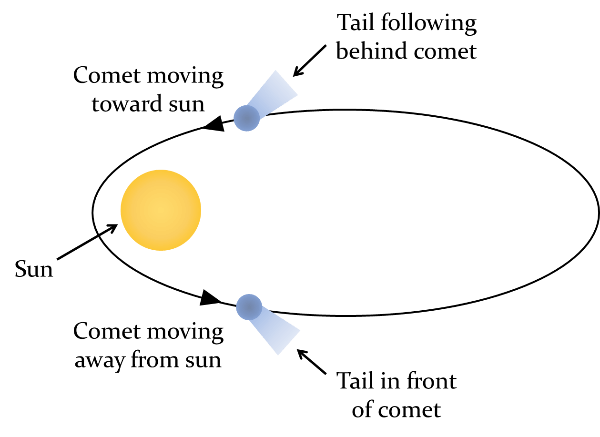 Tail following
behind comet
Comet moving
toward sun
Sun
Comet moving
away from sun
Tail in front
of comet